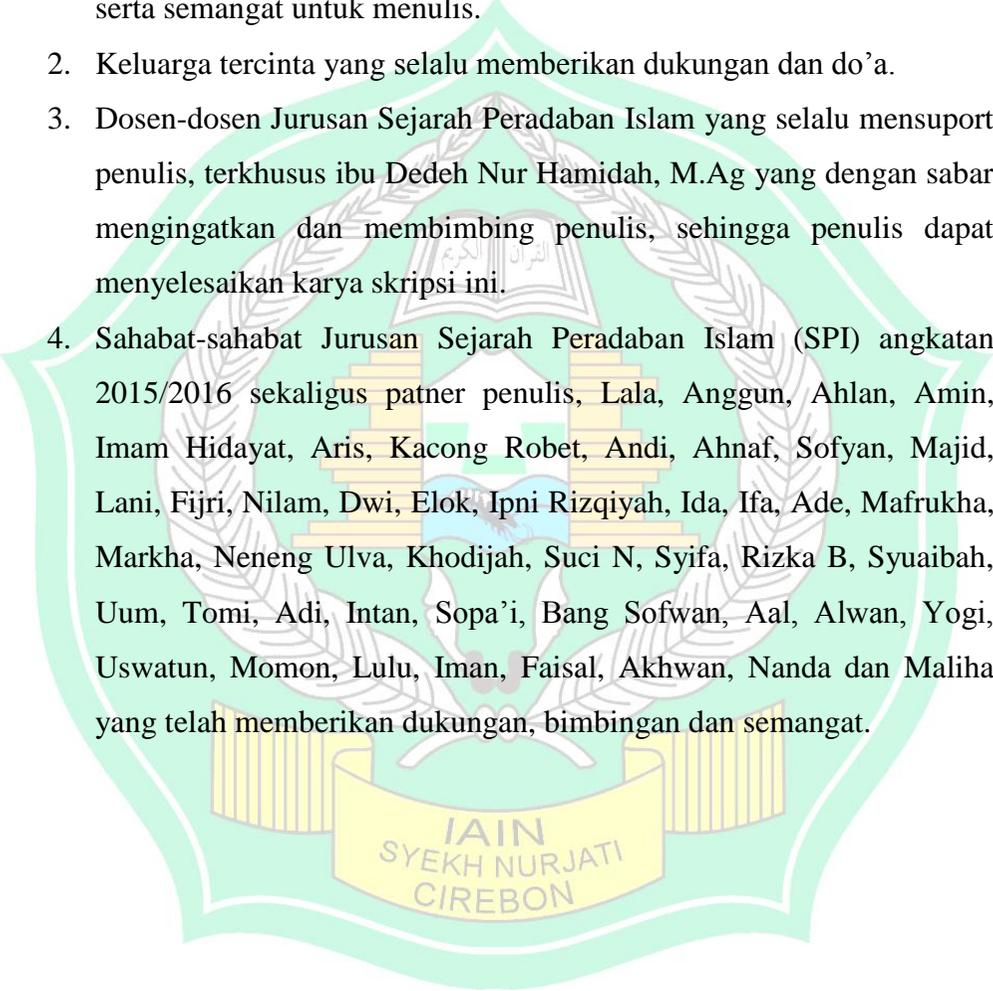 serta semangat untuk menulis.
2. Keluarga tercinta yang selalu memberikan dukungan dan do’a.
3. Dosen-dosen Jurusan Sejarah Peradaban Islam yang selalu mensuport
penulis, terkhusus ibu Dedeh Nur Hamidah, M.Ag yang dengan sabar
mengingatkan dan membimbing penulis, sehingga penulis dapat
menyelesaikan karya skripsi ini.
القرآن الكريم
4. Sahabat-sahabat Jurusan Sejarah Peradaban Islam (SPI) angkatan
2015/2016 sekaligus patner penulis, Lala, Anggun, Ahlan, Amin,
Imam Hidayat, Aris, Kacong Robet, Andi, Ahnaf, Sofyan, Majid,
Lani, Fijri, Nilam, Dwi, Elok, Ipni Rizqiyah, Ida, Ifa, Ade, Mafrukha,
Markha, Neneng Ulva, Khodijah, Suci N, Syifa, Rizka B, Syuaibah,
Uum, Tomi, Adi, Intan, Sopa’i, Bang Sofwan, Aal, Alwan, Yogi,
Uswatun, Momon, Lulu, Iman, Faisal, Akhwan, Nanda dan Maliha
yang telah memberikan dukungan, bimbingan dan semangat.
IAIN
SYEKH NURJATI
CIREBON